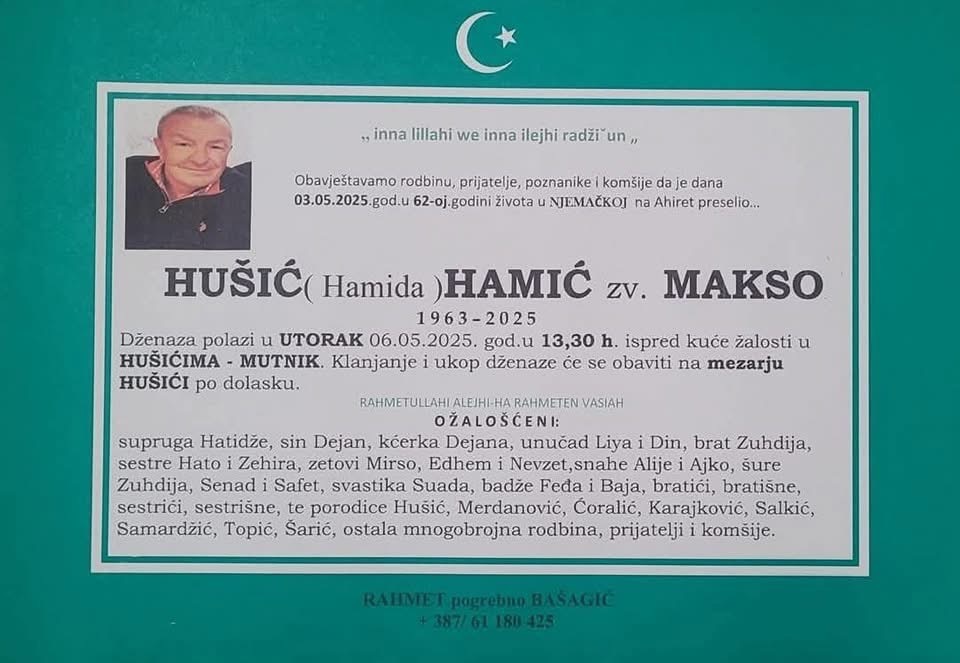 „ inna lillahi we inna ilejhi radži˘un „
Obavještavamo rodbinu, prijatelje, poznanike i komšije da je dana
03.05.2025.god.u 62-oj.godini života u NJEMAČKOJ na Ahiret preselio...
HUŠIĆ( Hamida )HAMIĆ zv. MAKSO
1963-2025
Dženaza polazi u UTORAK 06.05.2025. god.u 13,30 h. ispred kuće žalosti u
HUŠIĆIMA - MUTNIK. Klanjanje i ukop dženaze će se obaviti na mezarju
HUŠIĆI po dolasku.
RAHMETULLAHI ALEJHI-HA RAHMETEN VASIAH
OŽALOŠĆENI:
supruga Hatidže, sin Dejan, kćerka Dejana, unučad Liya i Din, brat Zuhdija,
sestre Hato i Zehira, zetovi Mirso, Edhem i Nevzet,snahe Alije i Ajko, šure
Zuhdija, Senad i Safet, svastika Suada, badže Feđa i Baja, bratići, bratišne,
sestrići, sestrišne, te porodice Hušić, Merdanović, Ćoralić, Karajković, Salkić,
Samardžić, Topić, Šarić, ostala mnogobrojna rodbina, prijatelji i komšije.
RAHMET pogrebno BAŠAGIĆ
+ 387/ 61 180 425